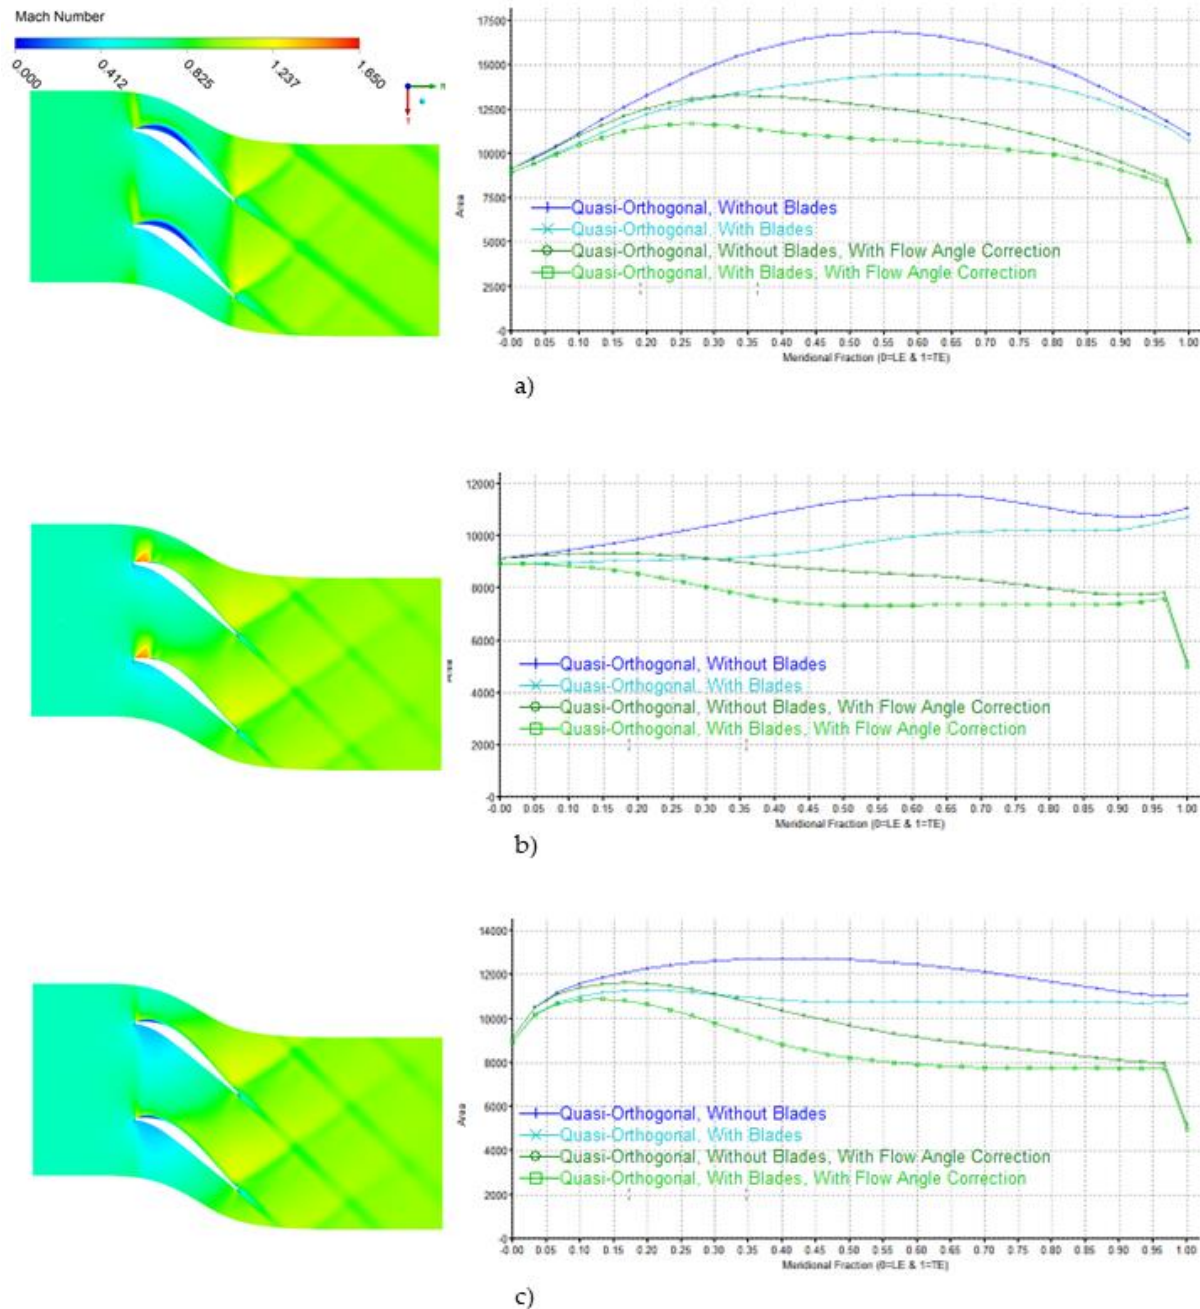 Mach Number
0.000 0.412 0.825 1.237 1.650
17500
15000
12500
10000
7500
5000
2500
-0
Area
Quasi-Orthogonal, Without Blades
Quasi-Orthogonal, With Blades
Quasi-Orthogonal, Without Blades, With Flow Angle Correction
Quasi-Orthogonal, With Blades, With Flow Angle Correction
-0.00 0.05 0.10 0.15 0.20 0.25 0.30 0.35 0.40 0.45 0.50 0.55 0.60 0.65 0.70 0.75 0.80 0.85 0.90 0.95 1.00
Meridional Fraction (0=LE & 1=TE)
a)
12000
10000
8000
6000
4000
2000
-0
Area
Quasi-Orthogonal, Without Blades
Quasi-Orthogonal, With Blades
Quasi-Orthogonal, Without Blades, With Flow Angle Correction
Quasi-Orthogonal, With Blades, With Flow Angle Correction
-0.00 0.05 0.10 0.15 0.20 0.25 0.30 0.35 0.40 0.45 0.50 0.55 0.60 0.65 0.70 0.75 0.80 0.85 0.90 0.95 1.00
Meridional Fraction (0=LE & 1=TE)
b)
14000
12000
10000
8000
6000
4000
2000
-0
Area
Quasi-Orthogonal, Without Blades
Quasi-Orthogonal, With Blades
Quasi-Orthogonal, Without Blades, With Flow Angle Correction
Quasi-Orthogonal, With Blades, With Flow Angle Correction
-0.00 0.05 0.10 0.15 0.20 0.25 0.30 0.35 0.40 0.45 0.50 0.55 0.60 0.65 0.70 0.75 0.80 0.85 0.90 0.95 1.00
Meridional Fraction (0=LE & 1=TE)
c)